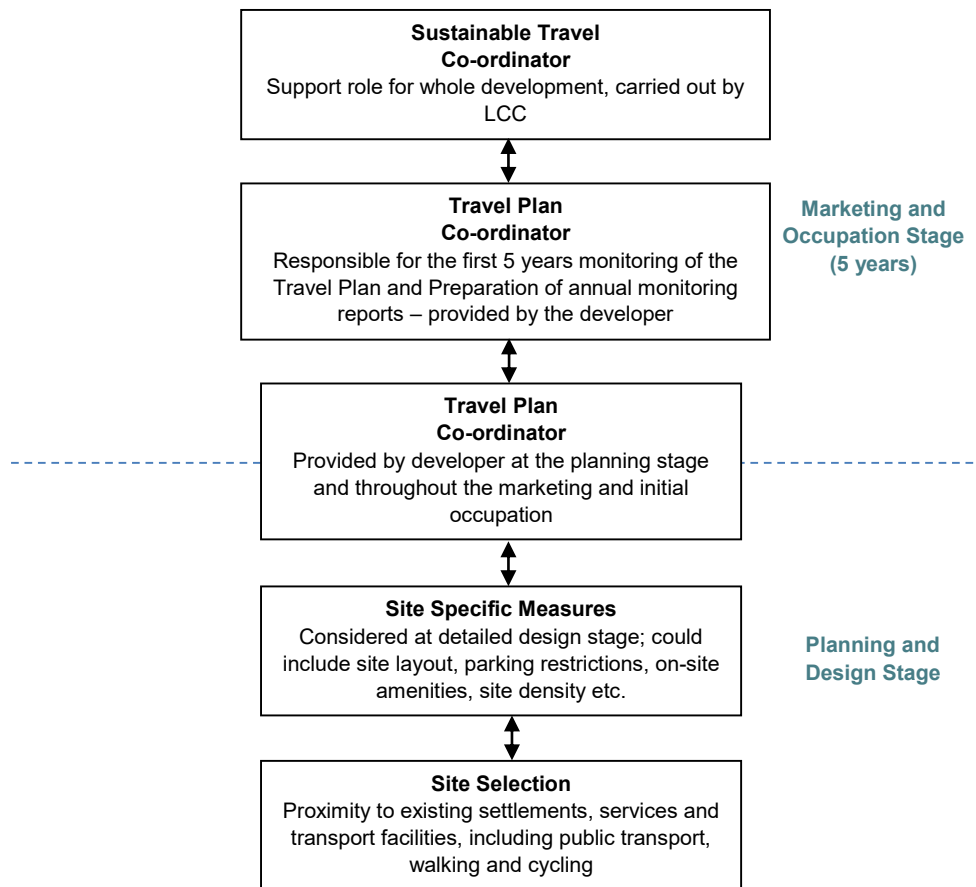 Sustainable Travel
Co-ordinator
Support role for whole development, carried out by
LCC
Travel Plan
Co-ordinator
Responsible for the first 5 years monitoring of the
Travel Plan and Preparation of annual monitoring
reports – provided by the developer
Marketing and
Occupation Stage
(5 years)
Travel Plan
Co-ordinator
Provided by developer at the planning stage
and throughout the marketing and initial
occupation
Site Specific Measures
Considered at detailed design stage; could
include site layout, parking restrictions, on-site
amenities, site density etc.
Planning and
Design Stage
Site Selection
Proximity to existing settlements, services and
transport facilities, including public transport,
walking and cycling